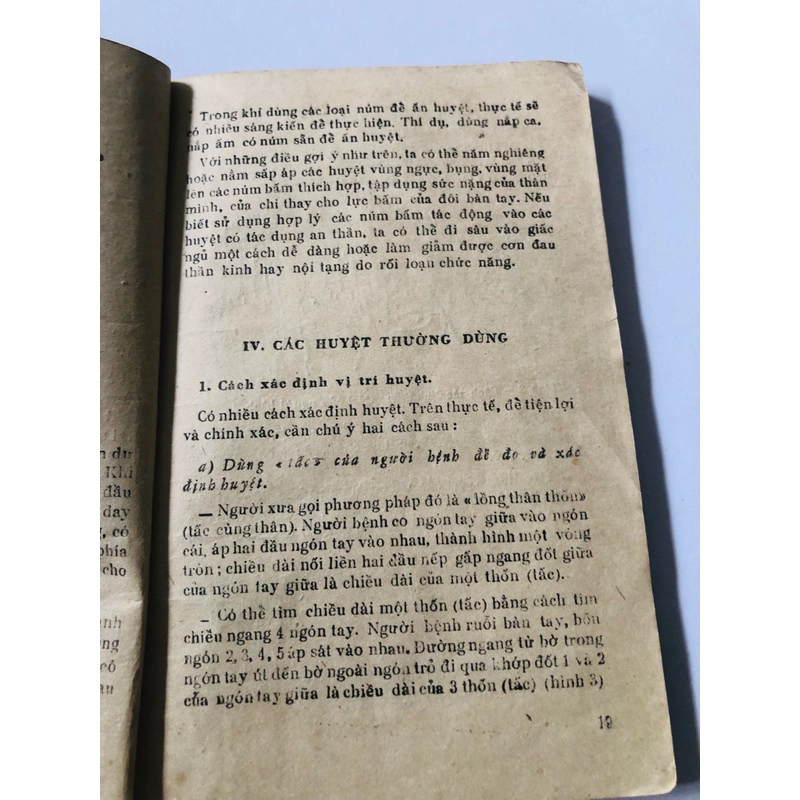 Trong khi dùng các loại núm để ấn huyệt, thực tế sẽ
có nhiều sáng kiến để thực hiện. Thí dụ, dùng nắp ca,
nắp ấm có núm sẵn để ấn huyệt.
Với những điều gợi ý như trên, ta có thể nằm nghiêng
hoặc nằm sấp áp các huyệt vùng ngực, bụng, vùng mặt
lên các núm bấm thích hợp, tập dụng sức nặng của thân
mình, của chi thay cho lực bấm của đôi bàn tay. Nếu
biết sử dụng hợp lý các núm bấm tác động vào các
huyệt có tác dụng an thần, ta có thể đi sâu vào giấc
ngủ một cách dễ dàng hoặc làm giảm được cơn đau
thần kinh hay nội tạng do rối loạn chức năng.
IV. CÁC HUYỆT THƯỜNG DÙNG
1. Cách xác định vị trí huyệt.
Có nhiều cách xác định huyệt. Trên thực tế, để tiện lợi
và chính xác, cần chú ý hai cách sau :
a) Dùng « tấc» của người bệnh để đo và xác
định huyệt.
— Người xưa gọi phương pháp đó là « lồng thân thốn»
(tấc cùng thân). Người bệnh co ngón tay giữa vào ngón
cái, áp hai đầu ngón tay vào nhau, thành hình một vòng
tròn ; chiều dài nối liền hai đầu nếp gấp ngang đốt giữa
của ngón tay giữa là chiều dài của một thốn (tấc).
— Có thể tìm chiều dài một thốn (tấc) bằng cách tìm
chiều ngang 4 ngón tay. Người bệnh ruỗi bàn tay, bốn
ngón 2, 3, 4, 5 áp sát vào nhau. Đường ngang từ bờ trong
ngón tay út đến bờ ngoài ngón trỏ đi qua khớp đốt 1 và 2
của ngón tay giữa là chiều dài của 3 thốn (tấc) (hình 3)
19
n dư
Khi
đầu
day
, có
phía
cho